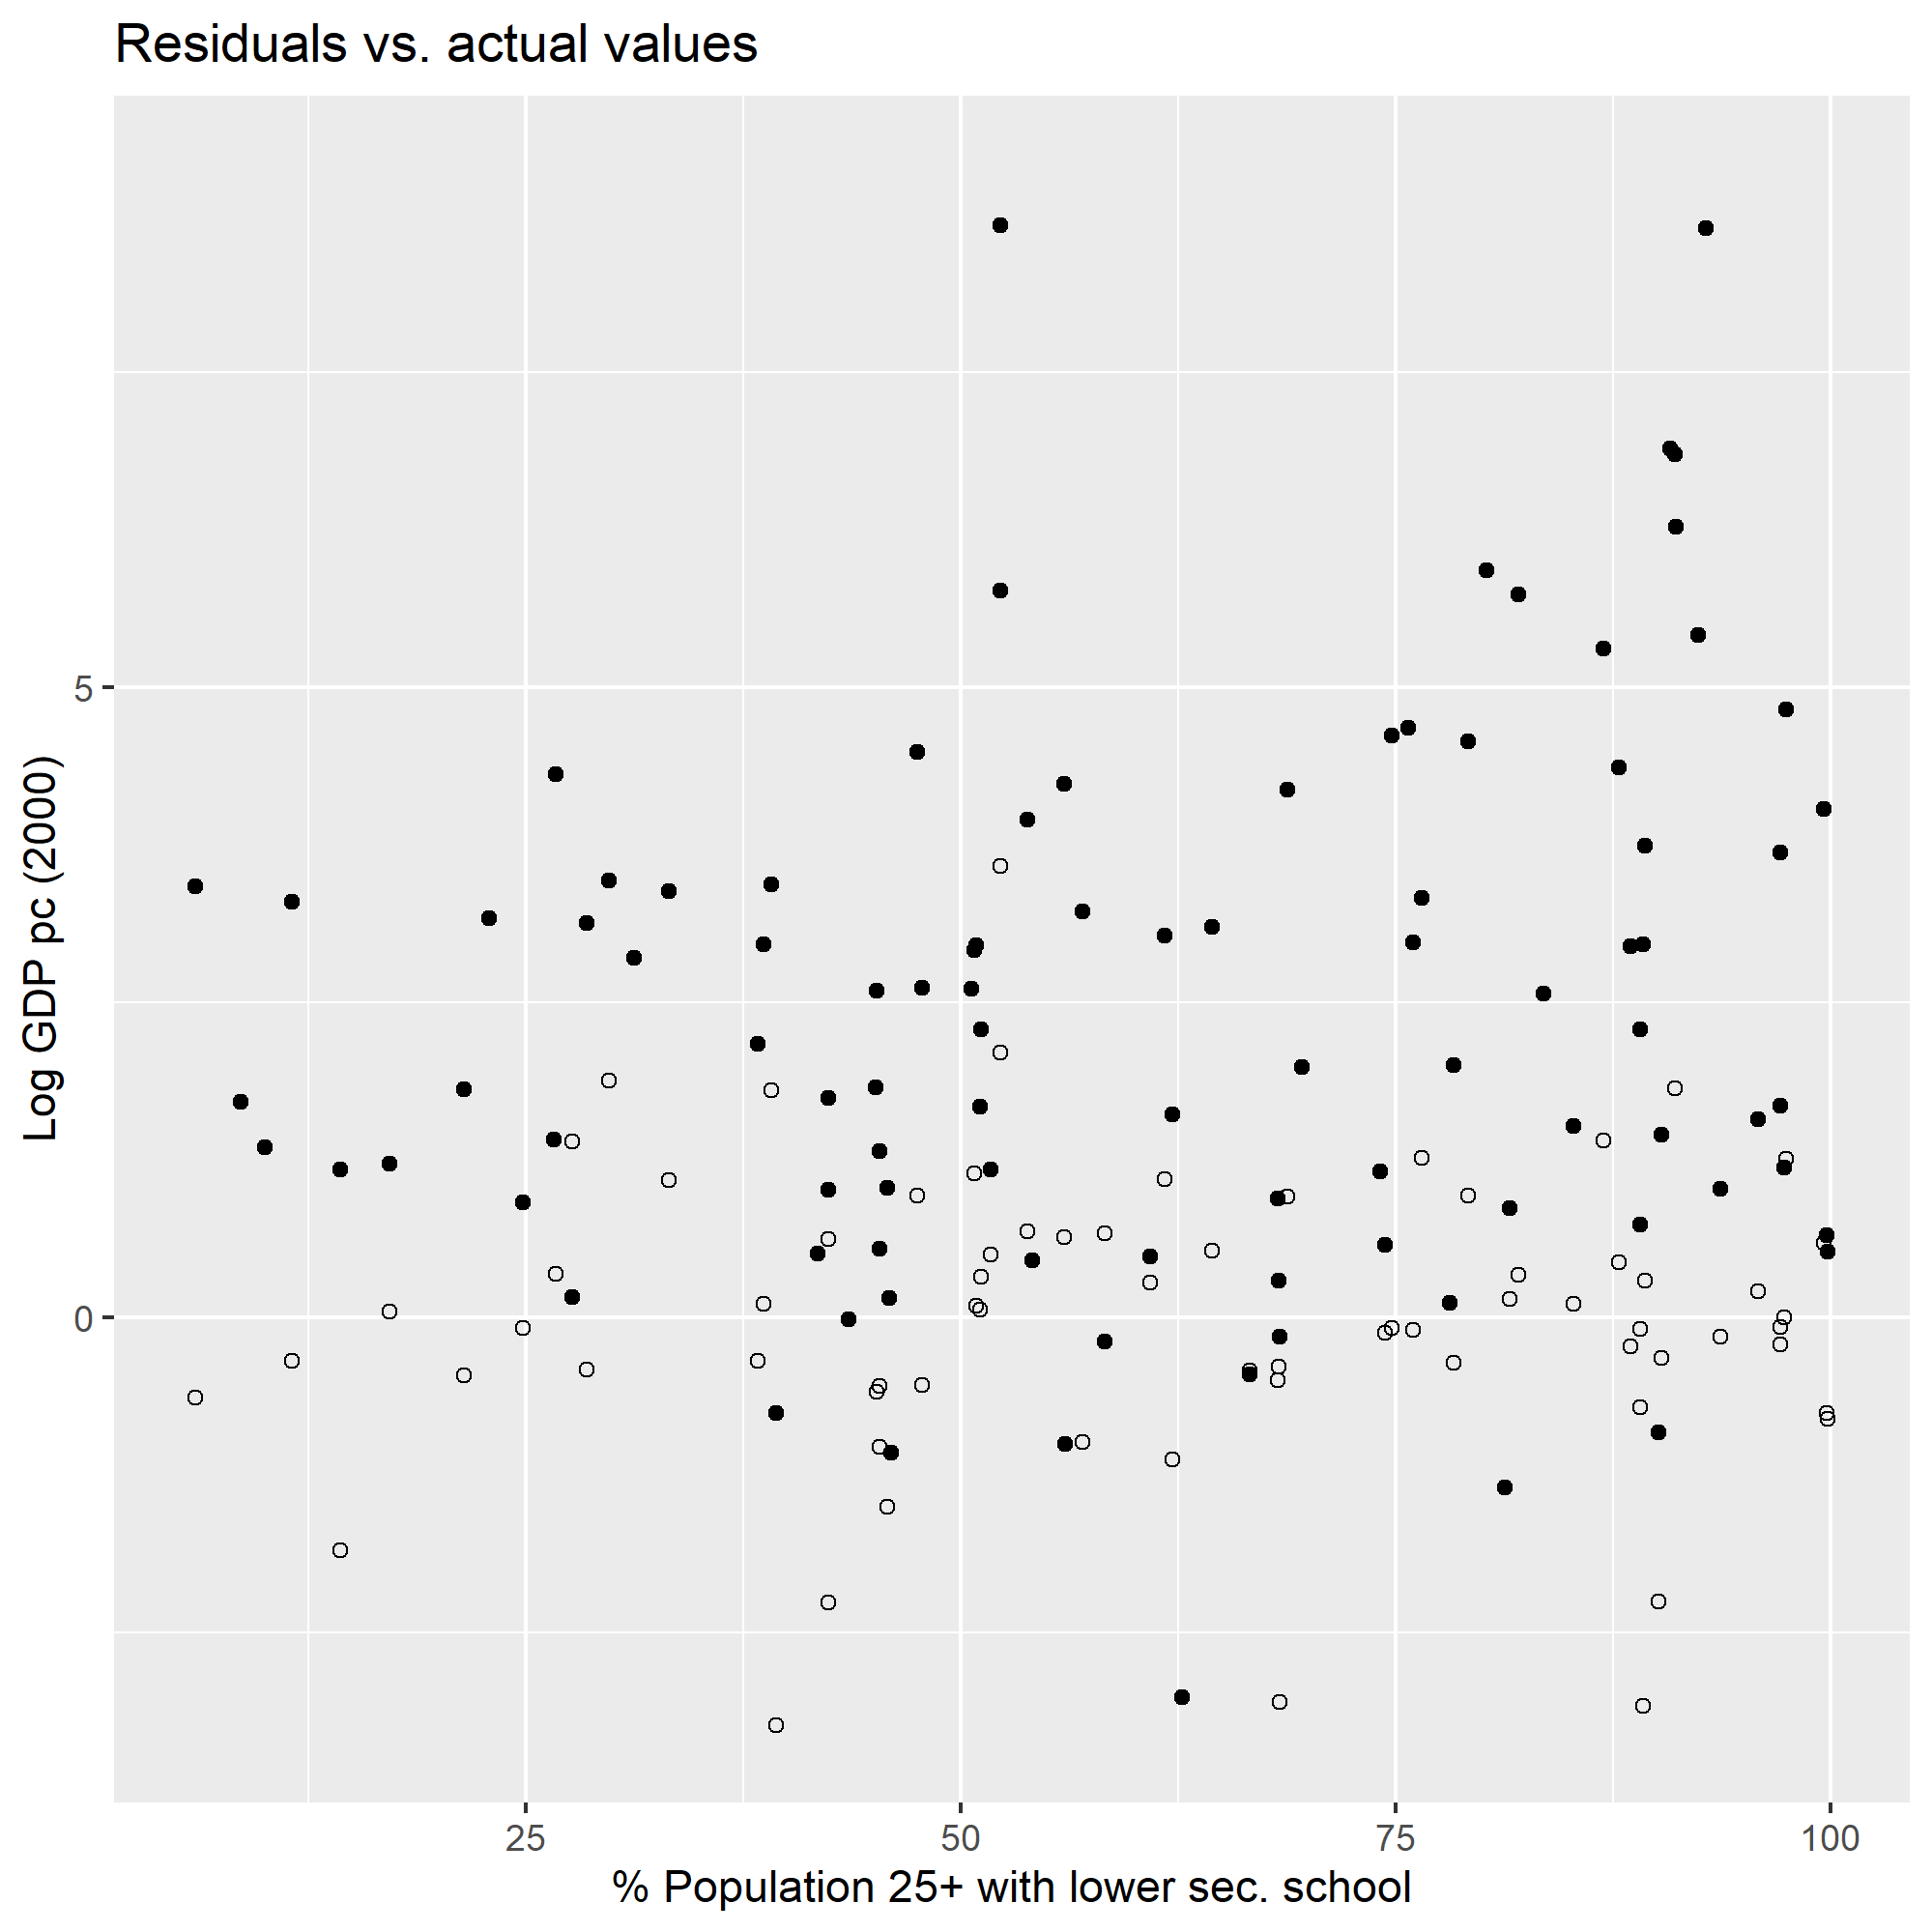 Residuals vs. actual values
Log GDP pc (2000)
5
0
25
50
75
100
% Population 25+ with lower sec. school